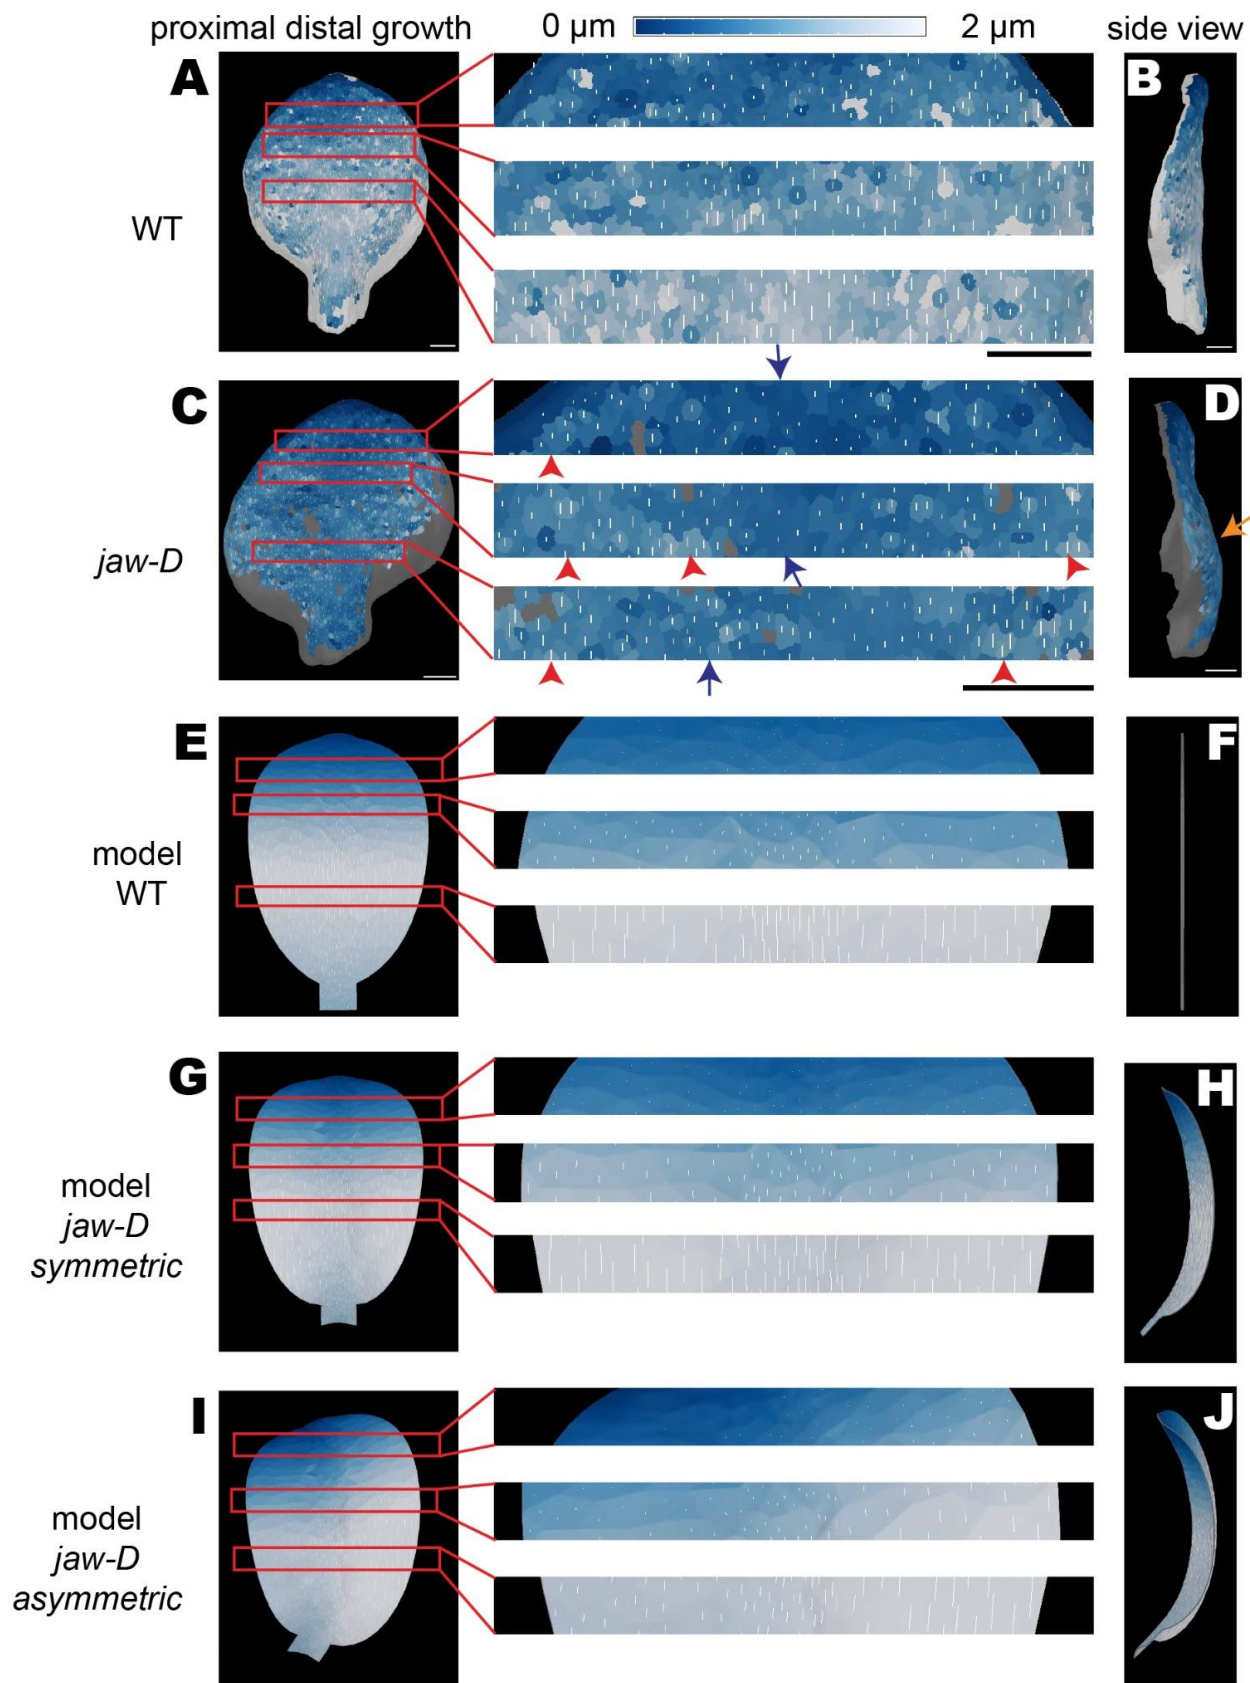 proximal distal growth 0 µm 2 µm side view
A B
WT
C D
jaw-D
E F
model
WT
G H
model
jaw-D
symmetric
I J
model
jaw-D
asymmetric